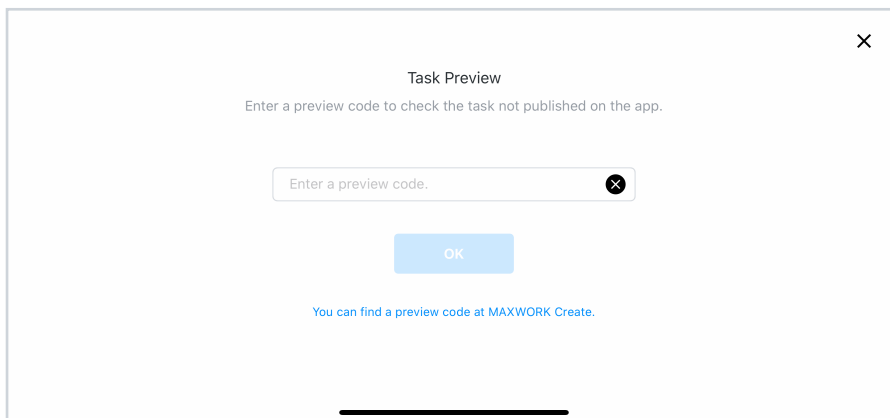 Task Preview
Enter a preview code to check the task not published on the app.
Enter a preview code.
OK
You can find a preview code at MAXWORK Create.